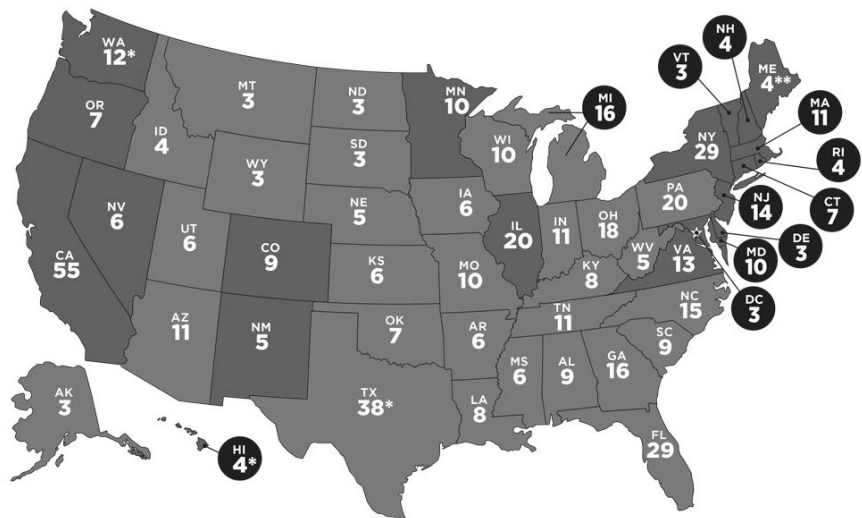 WA
12*
OR
7
CA
55
NV
6
ID
4
MT
3
WY
3
UT
6
AZ
11
CO
9
NM
5
ND
3
SD
3
NE
5
KS
6
OK
7
TX
38*
MN
10
IA
6
MO
10
AR
6
LA
8
WI
10
IL
20
MI
16
IN
11
OH
18
KY
8
TN
11
MS
6
AL
9
GA
16
FL
29
SC
9
NC
15
VA
13
WV
5
PA
20
NY
29
VT
3
NH
4
ME
4**
MA
11
RI
4
CT
7
NJ
14
DE
3
MD
10
DC
3
AK
3
HI
4*